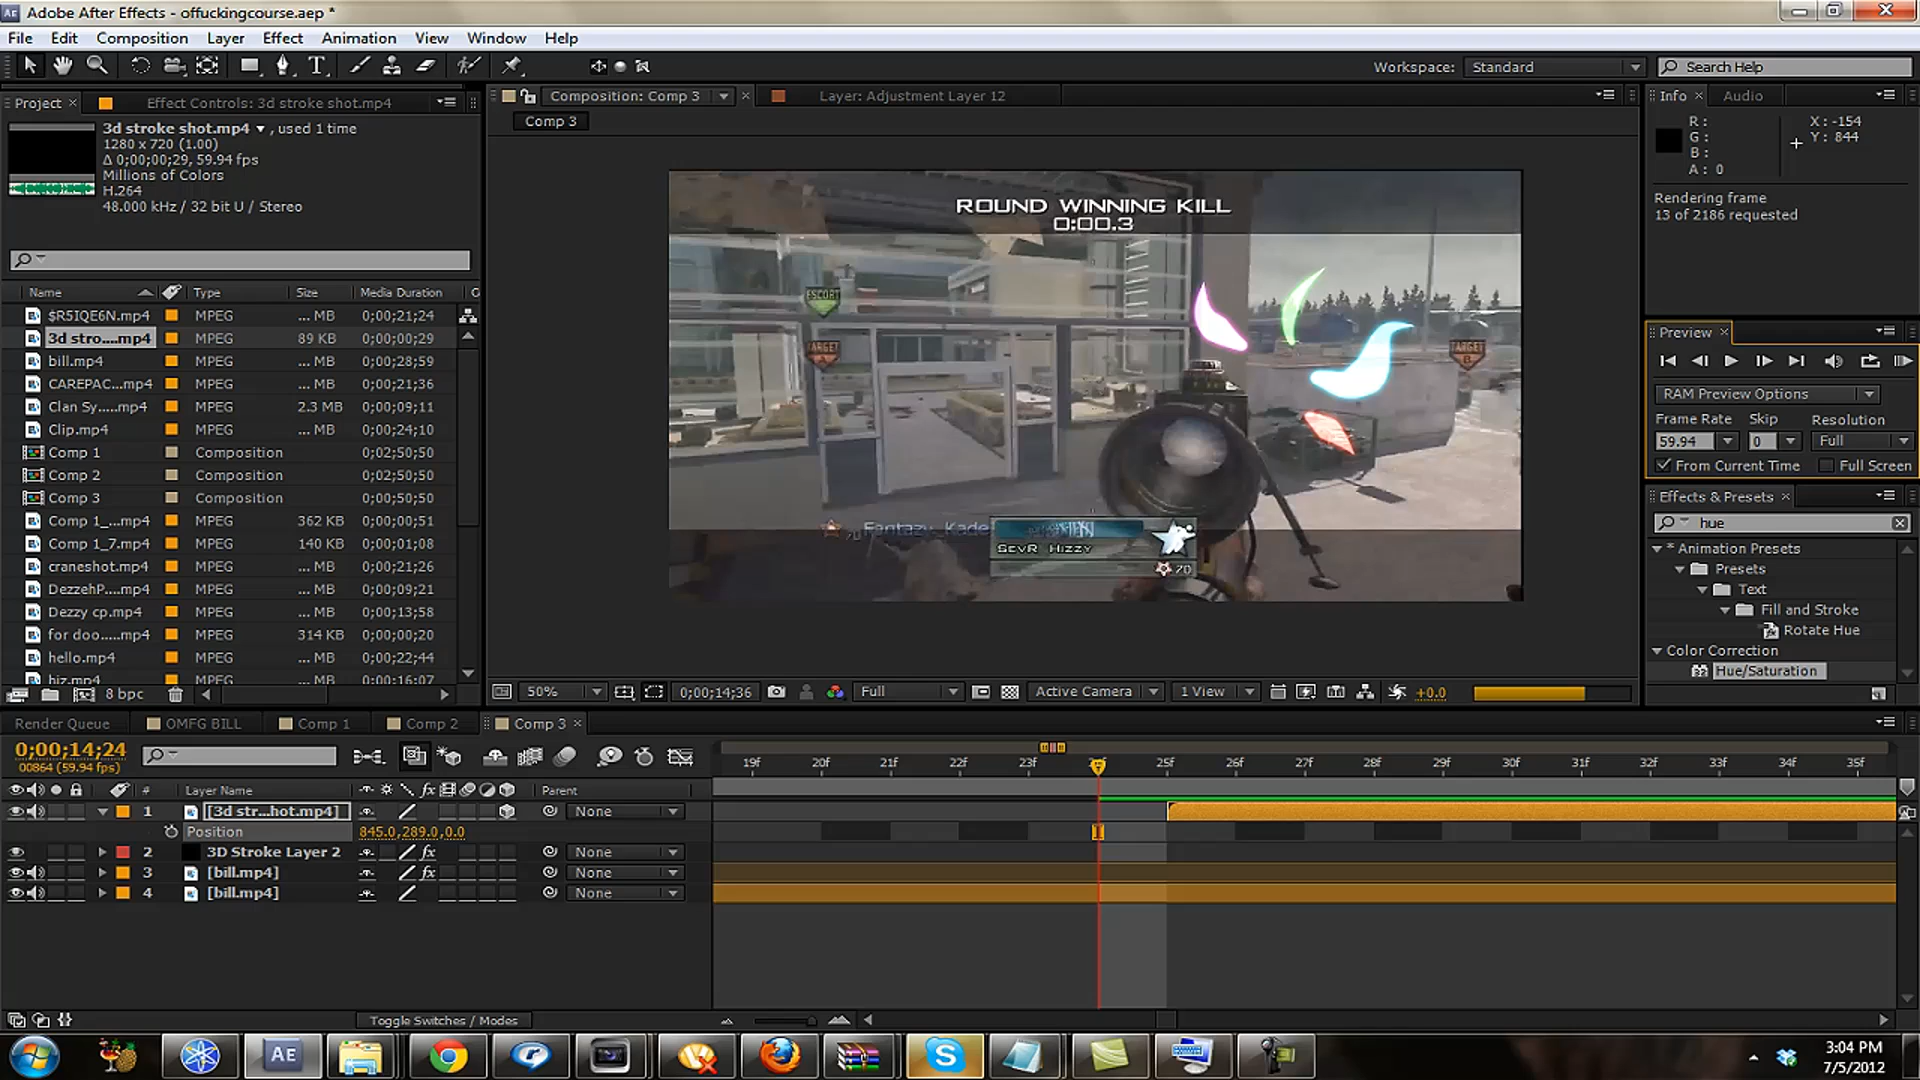 Adobe After Effects - offuckingcourse.aep *
File Edit Composition Layer Effect Animation View Window Help
Workspace: Standard Search Help
Project Effect Controls: 3d stroke shot.mp4
3d stroke shot.mp4 , used 1 time
1280 x 720 (1.00)
Δ 0;00;00;29, 59.94 fps
Millions of Colors
H.264
48.000 kHz / 32 bit U / Stereo
Name Type Size Media Duration
$R5IQE6N.mp4 MPEG ... MB 0;00;21;24
3d stro....mp4 MPEG 89 KB 0;00;00;29
bill.mp4 MPEG ... MB 0;00;28;59
CAREPAC...mp4 MPEG ... MB 0;00;21;36
Clan Sy.....mp4 MPEG 2.3 MB 0;00;09;11
Clip.mp4 MPEG ... MB 0;00;24;10
Comp 1 Composition 0;02;50;50
Comp 2 Composition 0;02;50;50
Comp 3 Composition 0;00;50;50
Comp 1_...mp4 MPEG 362 KB 0;00;00;51
Comp 1_7.mp4 MPEG 140 KB 0;00;01;08
craneshot.mp4 MPEG ... MB 0;00;21;26
DezzehP....mp4 MPEG ... MB 0;00;09;21
Dezzy cp.mp4 MPEG ... MB 0;00;13;58
for doo.....mp4 MPEG 314 KB 0;00;00;20
hello.mp4 MPEG ... MB 0;00;22;44
hiz.mp4 MPEG ... MB 0;00;16;07
8 bpc
Composition: Comp 3 Layer: Adjustment Layer 12
Comp 3
ROUND WINNING KILL
0:00.3
ESCORT
TARGET
A
TARGET
B
70 Fantazy_Kade
SevR Hizzy
70
50% 0;00;14;36 Full Active Camera 1 View +0.0
Info Audio
R :
G :
B :
A : 0
X : -154
Y : 844
Rendering frame
13 of 2186 requested
Preview
RAM Preview Options
Frame Rate Skip Resolution
59.94 0 Full
From Current Time Full Screen
Effects & Presets
hue
* Animation Presets
Presets
Text
Fill and Stroke
Rotate Hue
Color Correction
Hue/Saturation
Render Queue OMFG BILL Comp 1 Comp 2 Comp 3
0;00;14;24
00864 (59.94 fps)
19f 20f 21f 22f 23f 25f 26f 27f 28f 29f 30f 31f 32f 33f 34f 35f
# Layer Name fx Parent
1 [3d str...hot.mp4] None
Position 845.0,289.0,0.0
2 3D Stroke Layer 2 fx None
3 [bill.mp4] fx None
4 [bill.mp4] None
Toggle Switches / Modes
AE
3:04 PM
7/5/2012